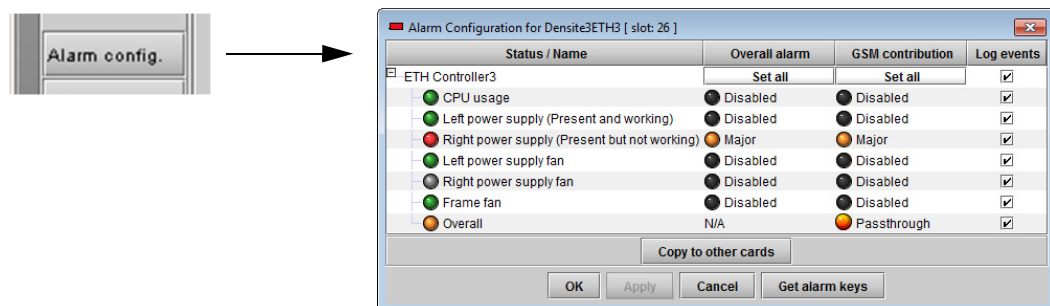 Alarm config.
Alarm Configuration for Densite3ETH3 [ slot: 26 ]
Status / Name Overall alarm GSM contribution Log events
ETH Controller3 Set all Set all
CPU usage Disabled Disabled
Left power supply (Present and working) Disabled Disabled
Right power supply (Present but not working) Major Major
Left power supply fan Disabled Disabled
Right power supply fan Disabled Disabled
Frame fan Disabled Disabled
Overall N/A Passthrough
Copy to other cards
OK Apply Cancel Get alarm keys